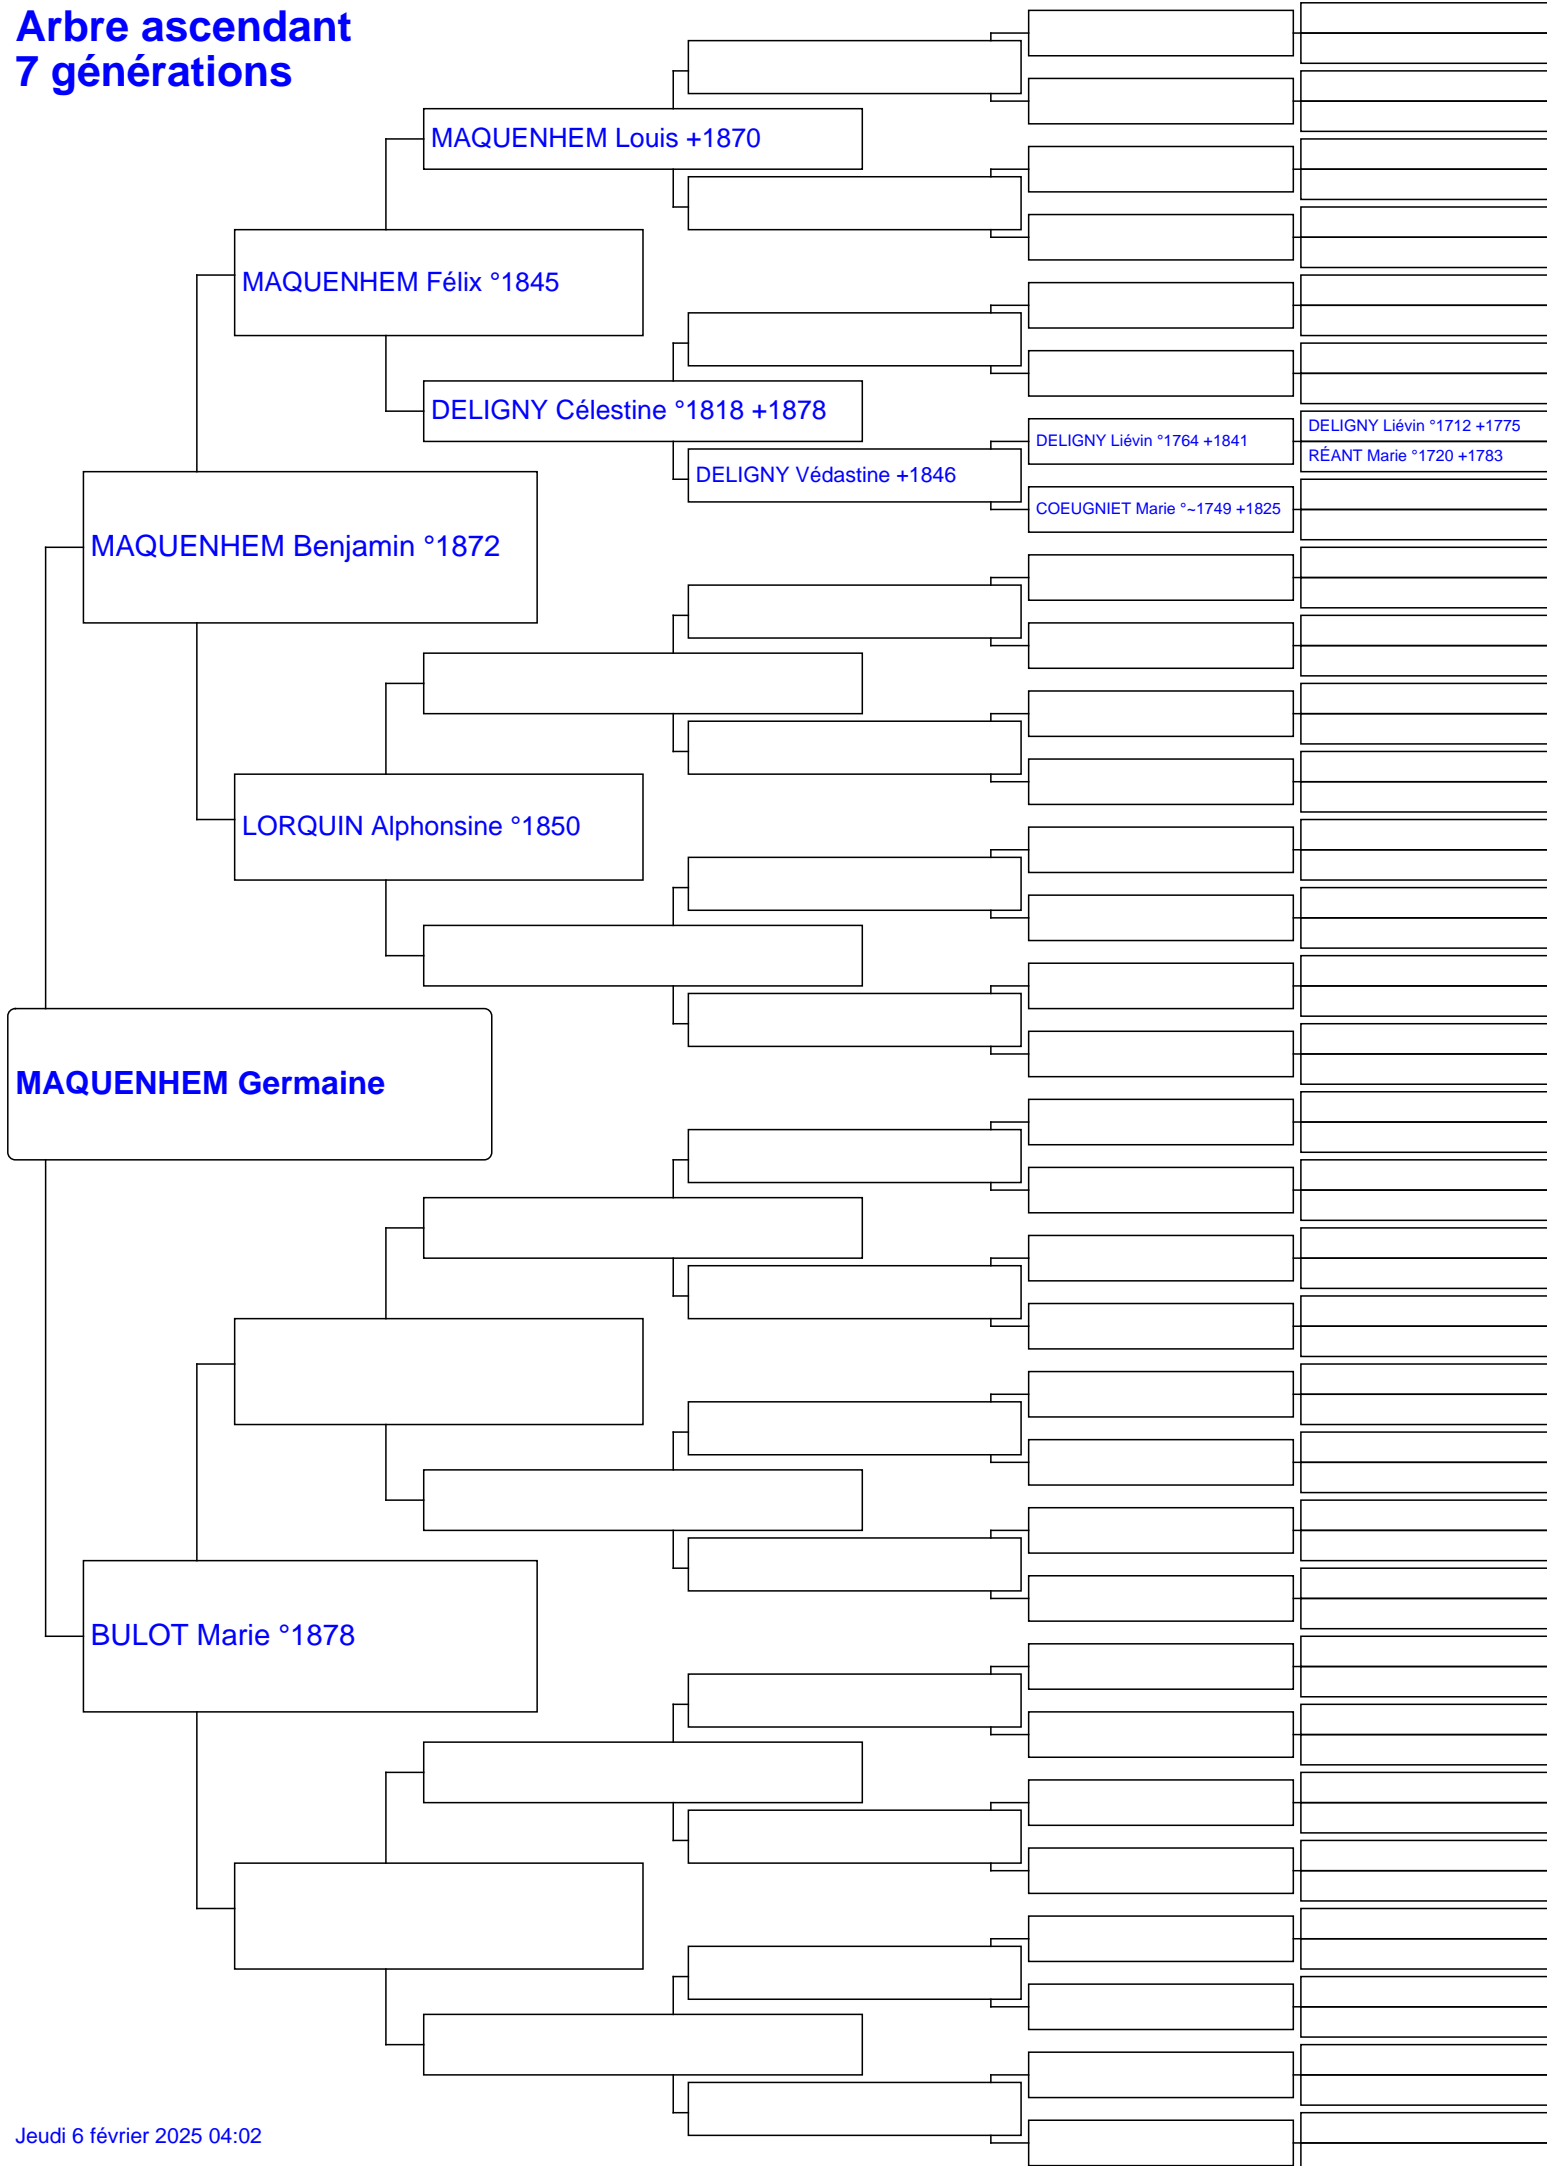 Arbre ascendant
7 générations
MAQUENHEM Louis +1870
MAQUENHEM Félix °1845
DELIGNY Célestine °1818 +1878
DELIGNY Liévin °1712 +1775
DELIGNY Liévin °1764 +1841
RÉANT Marie °1720 +1783
DELIGNY Védastine +1846
COEUGNIET Marie °~1749 +1825
MAQUENHEM Benjamin °1872
LORQUIN Alphonsine °1850
MAQUENHEM Germaine
BULOT Marie °1878
Jeudi 6 février 2025 04:02